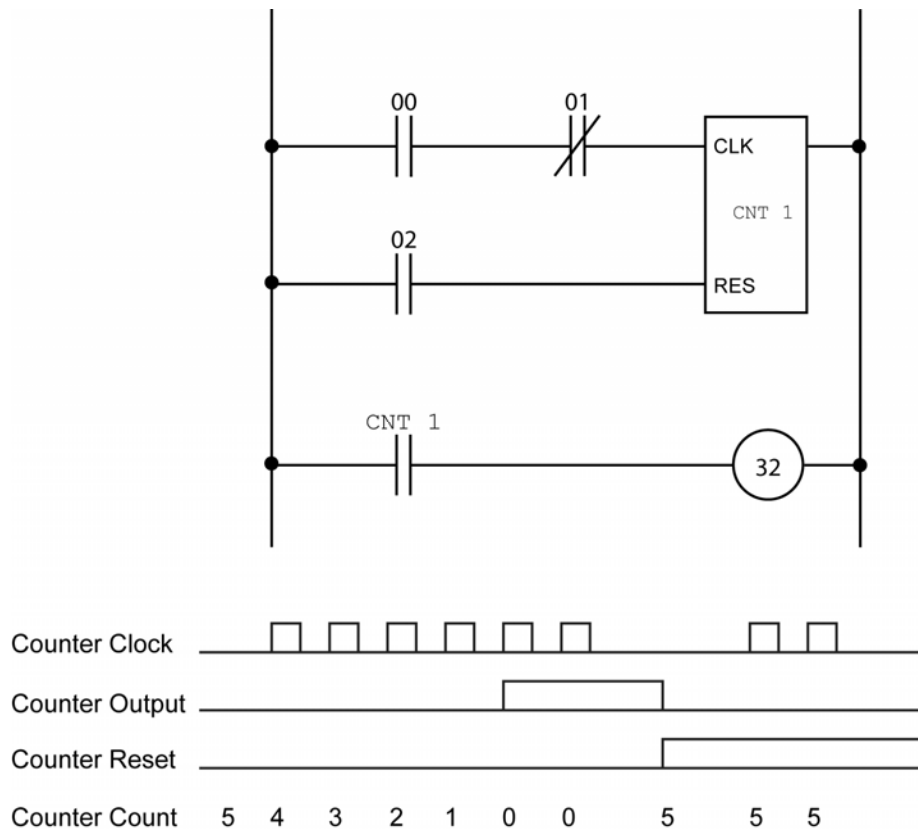 00 01
CLK
CNT 1
02
RES
CNT 1
32
Counter Clock
Counter Output
Counter Reset
Counter Count 5 4 3 2 1 0 0 5 5 5